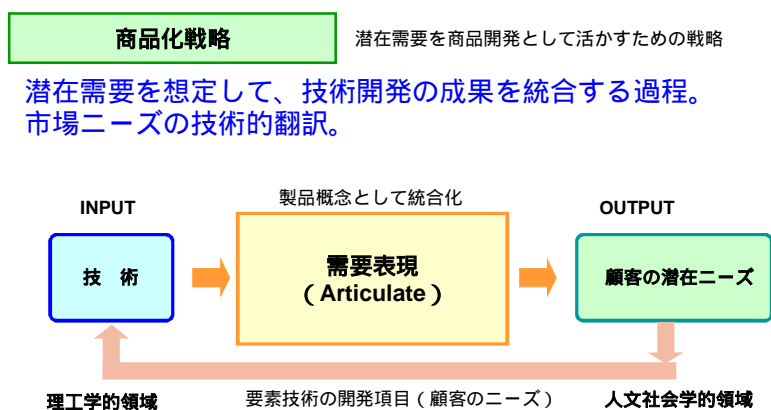 商品化戦略
潜在需要を商品開発として活かすための戦略
潜在需要を想定して、技術開発の成果を統合する過程。
市場ニーズの技術的翻訳。
製品概念として統合化
INPUT
OUTPUT
技 術
需要表現
（Articulate）
顧客の潜在ニーズ
理工学的領域
要素技術の開発項目（顧客のニーズ）
人文社会学的領域